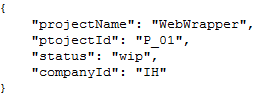 {
"projectName": "WebWrapper",
"ptojectId": "P_01",
"status": "wip",
"companyId": "IH"
}